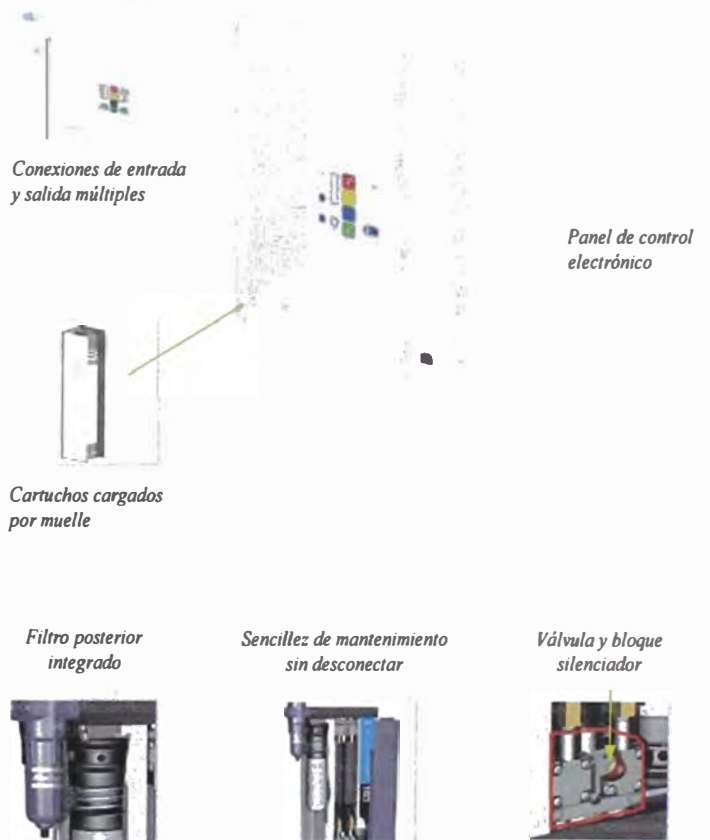 Conexiones de entrada
y salida múltiples
Panel de control
electrónico
Cartuchos cargados
por muelle
Filtro posterior
integrado
Sencillez de mantenimiento
sin desconectar
Válvula y bloque
silenciador